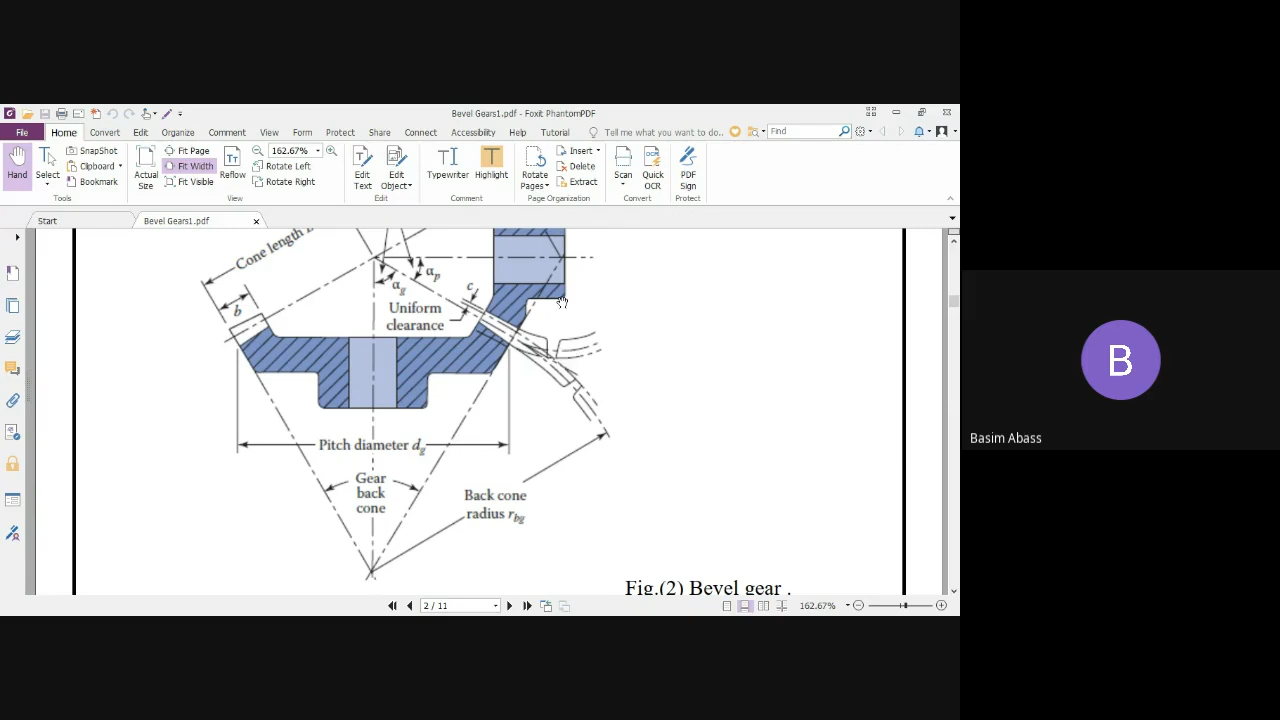 Bevel Gears1.pdf - Foxit PhantomPDF
File Home Convert Edit Organize Comment View Form Protect Share Connect Accessibility Help Tutorial Tell me what you want to do.. Find
Hand
Select
SnapShot
Clipboard
Bookmark
Tools
Actual
Size
Fit Page
Fit Width
Fit Visible
Reflow
162.67%
Rotate Left
Rotate Right
View
Edit
Text
Edit
Object
Edit
Typewriter
Highlight
Comment
Rotate
Pages
Insert
Delete
Extract
Page Organization
Scan
Quick
OCR
Convert
PDF
Sign
Protect
Start
Bevel Gears1.pdf
Cone length
b
αg
αp
c
Uniform
clearance
Pitch diameter dg
Gear
back
cone
Back cone
radius rbg
Fig.(2) Bevel gear .
2 / 11
162.67%
B
Basim Abass